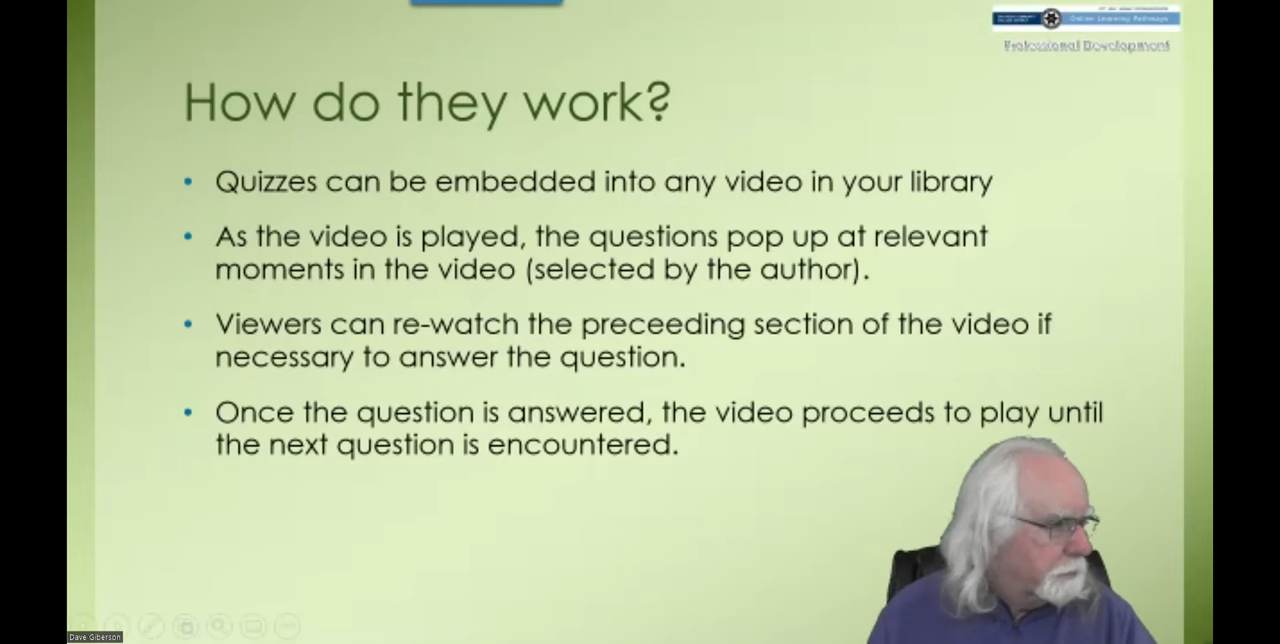 Online Learning Pathways
Professional Development
How do they work?
• Quizzes can be embedded into any video in your library
• As the video is played, the questions pop up at relevant
moments in the video (selected by the author).
• Viewers can re-watch the preceeding section of the video if
necessary to answer the question.
• Once the question is answered, the video proceeds to play until
the next question is encountered.
Dave Giberson